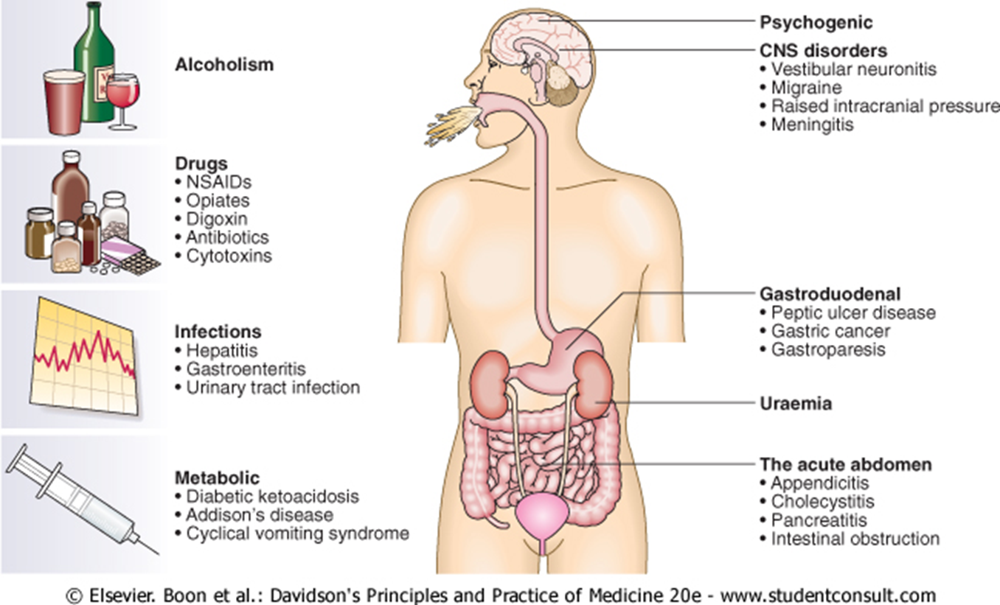 Alcoholism
Drugs
• NSAIDs
• Opiates
• Digoxin
• Antibiotics
• Cytotoxins
Infections
• Hepatitis
• Gastroenteritis
• Urinary tract infection
Metabolic
• Diabetic ketoacidosis
• Addison's disease
• Cyclical vomiting syndrome
Psychogenic
CNS disorders
• Vestibular neuronitis
• Migraine
• Raised intracranial pressure
• Meningitis
Gastroduodenal
• Peptic ulcer disease
• Gastric cancer
• Gastroparesis
Uraemia
The acute abdomen
• Appendicitis
• Cholecystitis
• Pancreatitis
• Intestinal obstruction
© Elsevier. Boon et al.: Davidson's Principles and Practice of Medicine 20e - www.studentconsult.com